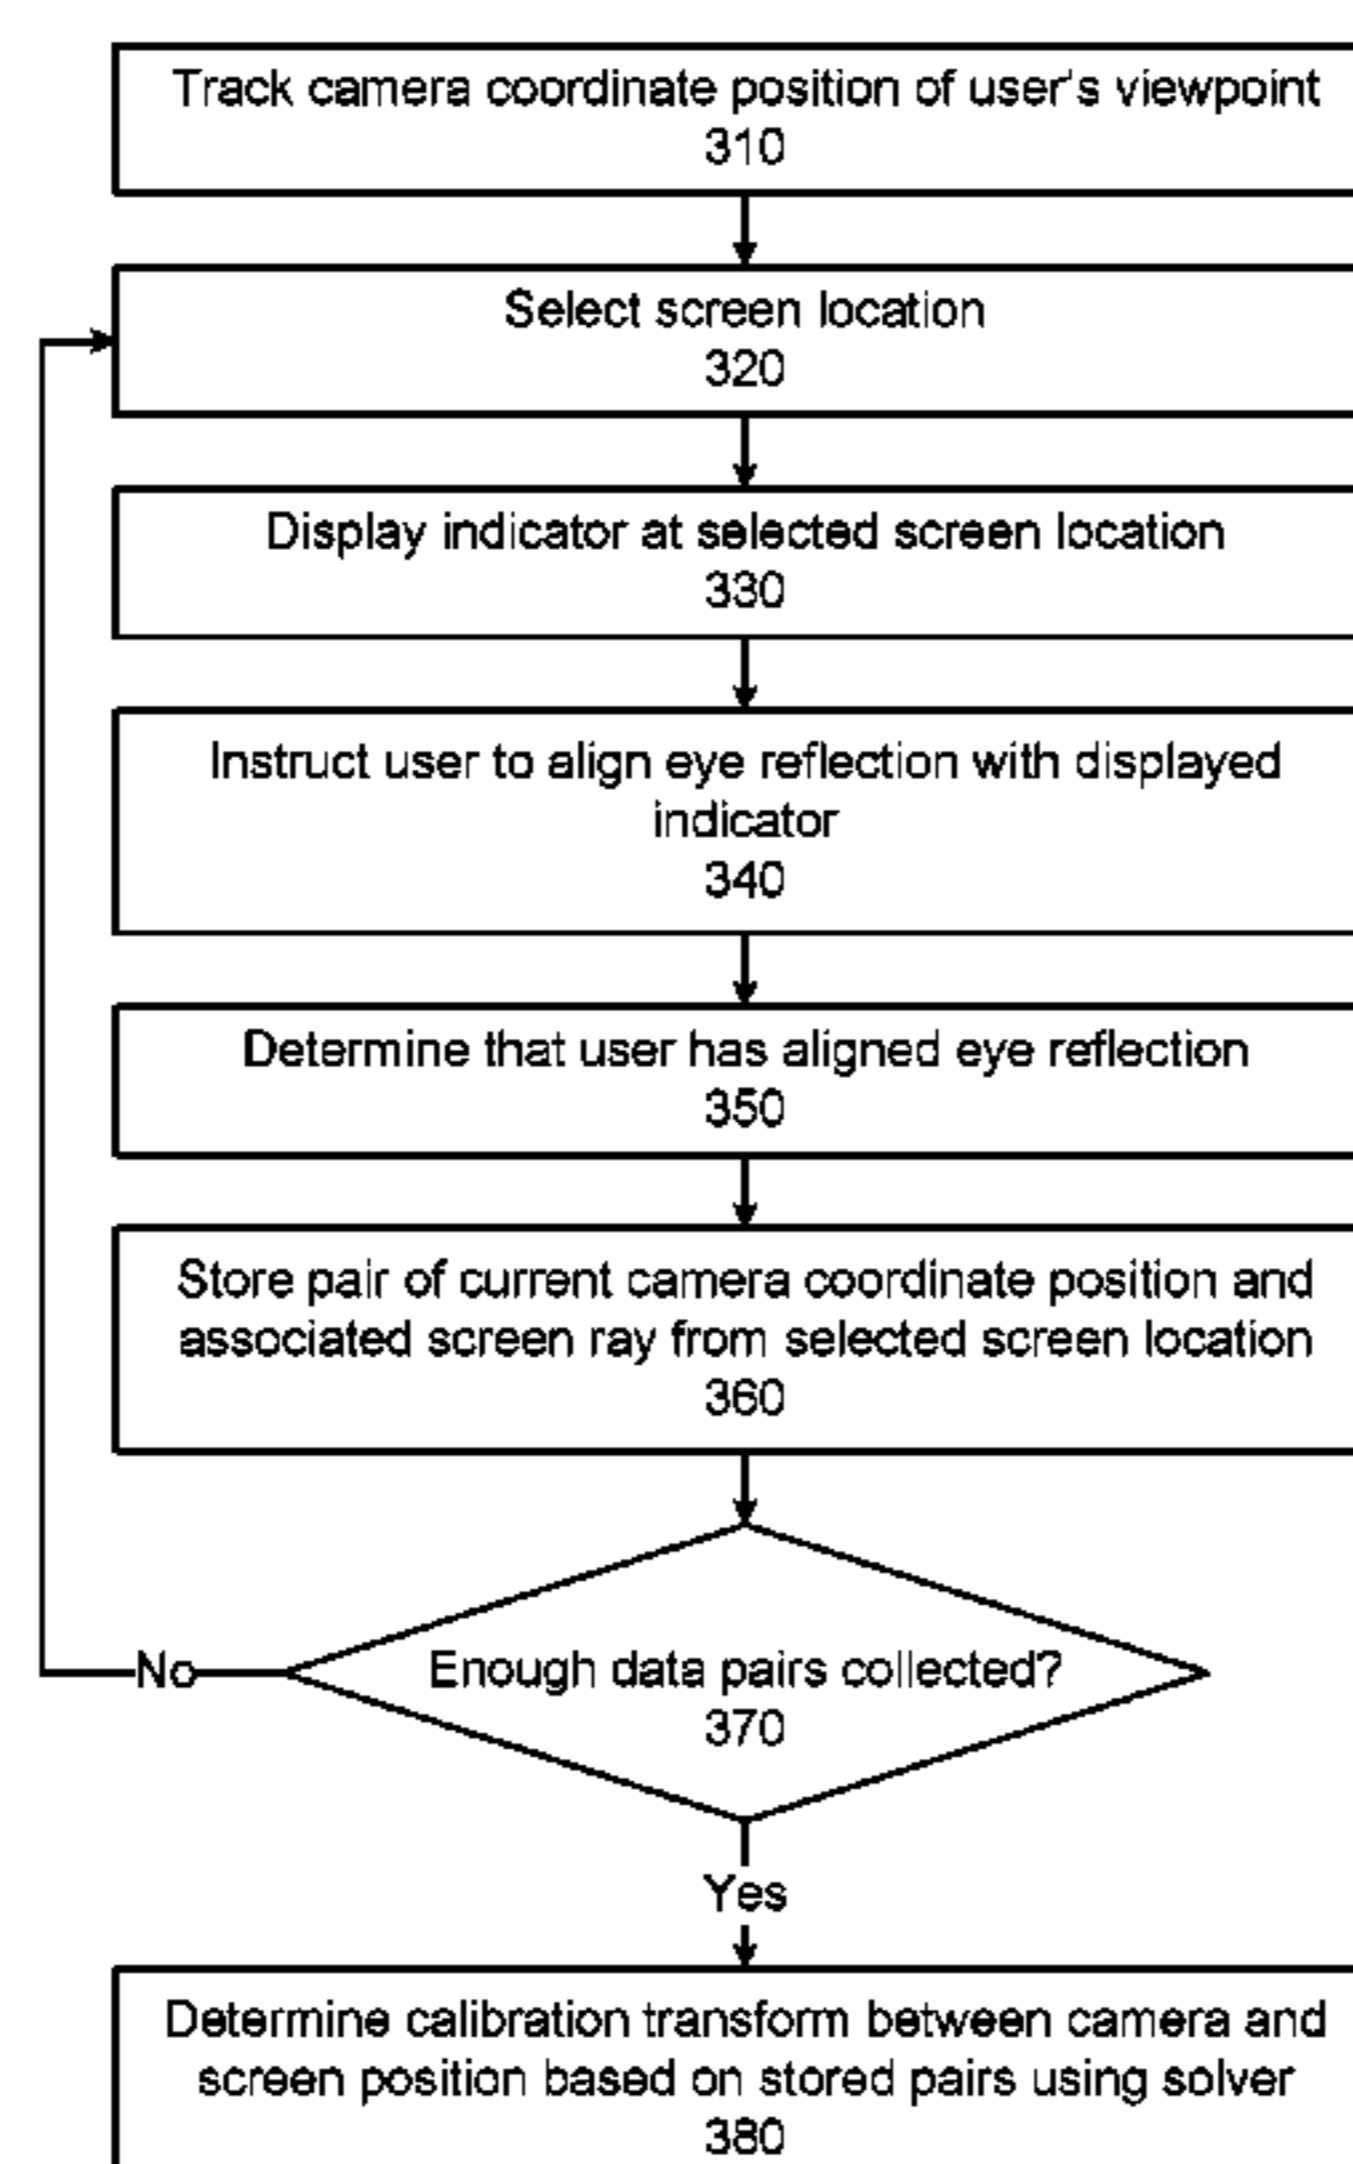 Track camera coordinate position of user's viewpoint
310
Select screen location
320
Display indicator at selected screen location
330
Instruct user to align eye reflection with displayed
indicator
340
Determine that user has aligned eye reflection
350
Store pair of current camera coordinate position and
associated screen ray from selected screen location
360
Enough data pairs collected?
370
No
Yes
Determine calibration transform between camera and
screen position based on stored pairs using solver
380